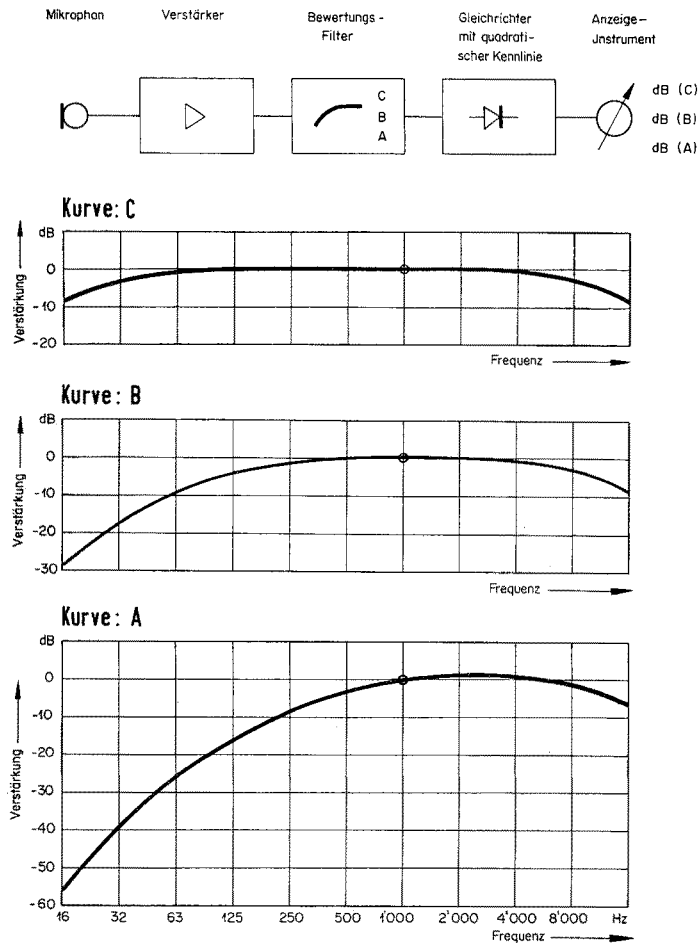 Mikrophon
Verstärker
Bewertungs-
Filter
Gleichrichter
mit quadrati-
scher Kennlinie
Anzeige-
Jnstrument
C
B
A
dB (C)
dB (B)
dB (A)
Kurve: C
dB
0
-10
-20
Verstärkung
Frequenz
Kurve: B
dB
0
-10
-20
-30
Verstärkung
Frequenz
Kurve: A
dB
0
-10
-20
-30
-40
-50
-60
Verstärkung
16 32 63 125 250 500 1'000 2'000 4'000 8'000 Hz
Frequenz